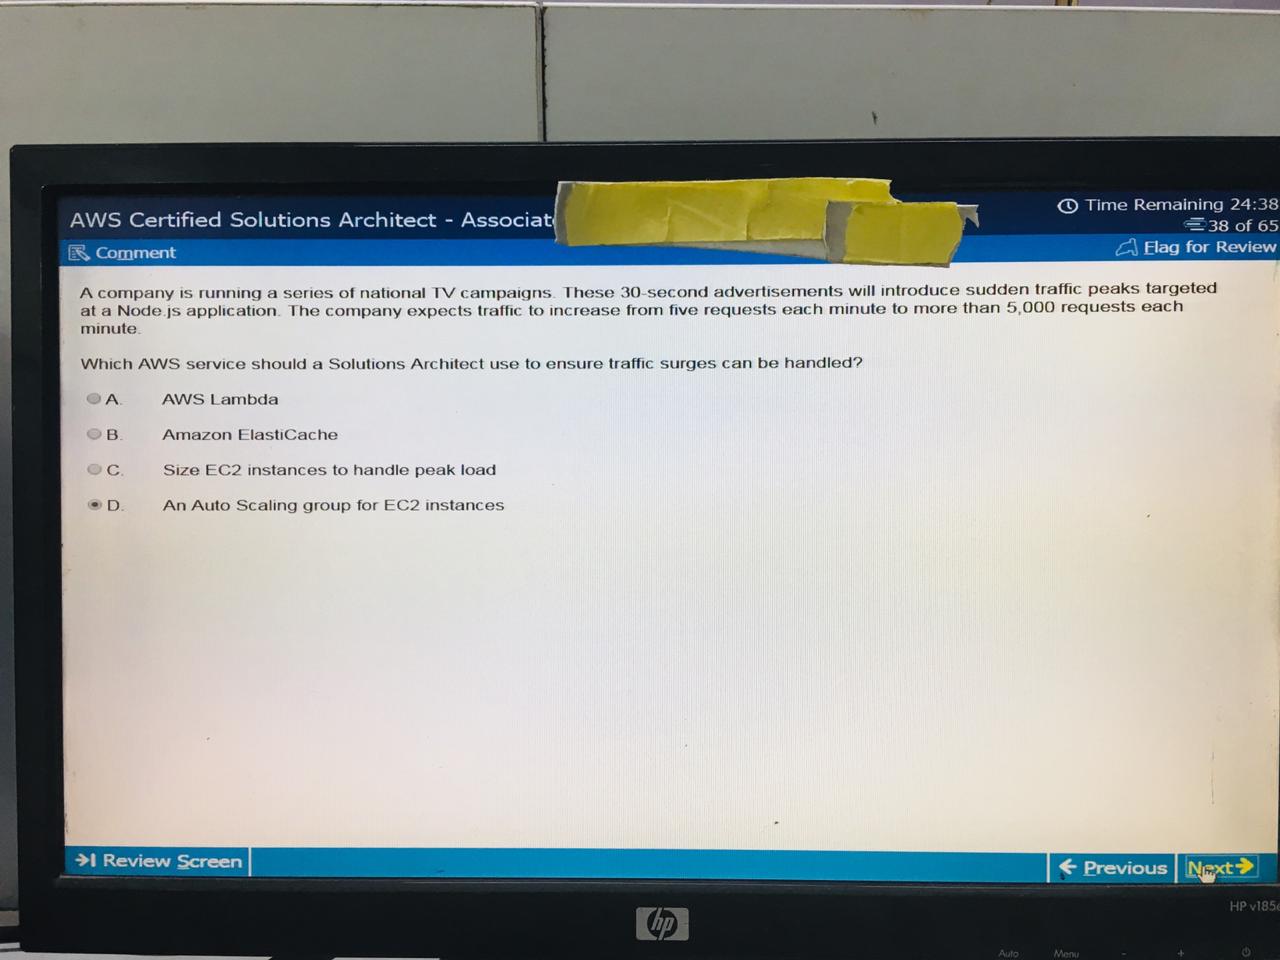 AWS Certified Solutions Architect - Associat
Time Remaining 24:38
38 of 65
Comment
Flag for Review
A company is running a series of national TV campaigns. These 30-second advertisements will introduce sudden traffic peaks targeted
at a Node.js application. The company expects traffic to increase from five requests each minute to more than 5,000 requests each
minute.
Which AWS service should a Solutions Architect use to ensure traffic surges can be handled?
A. AWS Lambda
B. Amazon ElastiCache
C. Size EC2 instances to handle peak load
D. An Auto Scaling group for EC2 instances
Review Screen
Previous
Next
HP v185e
hp
Auto Menu - +